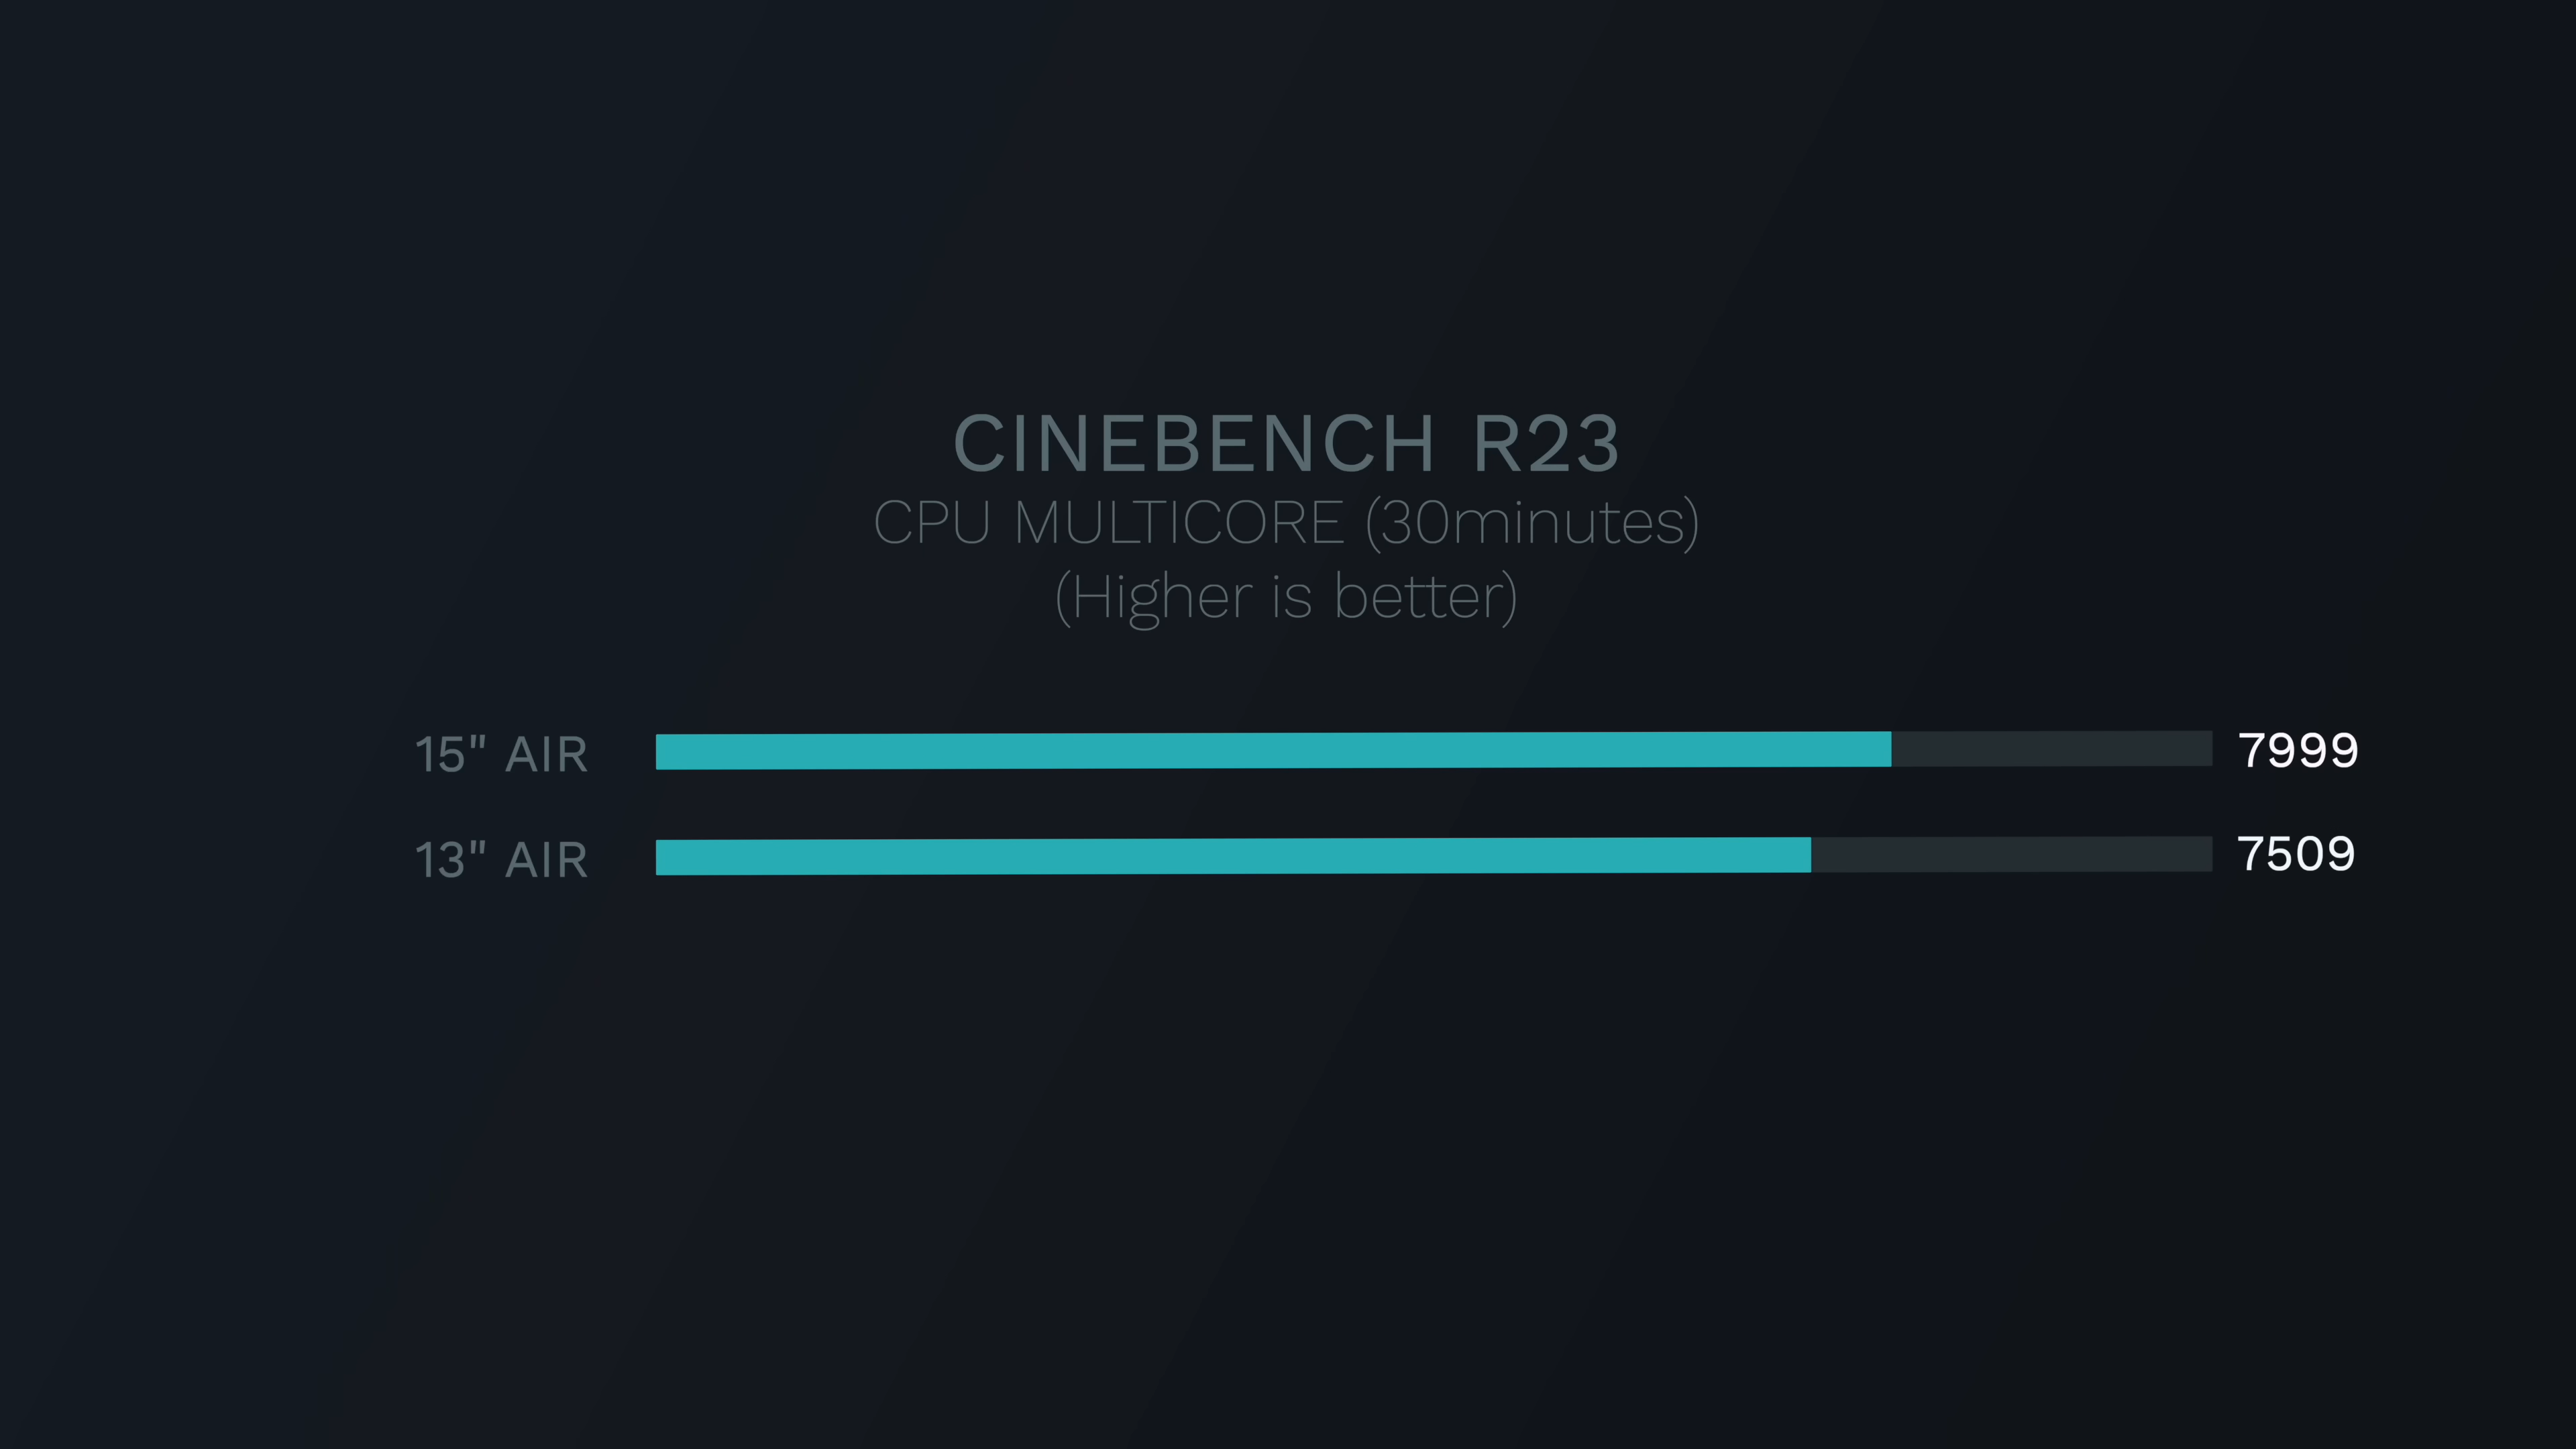 CINEBENCH R23
CPU MULTICORE (30minutes)
(Higher is better)
15" AIR 7999
13" AIR 7509